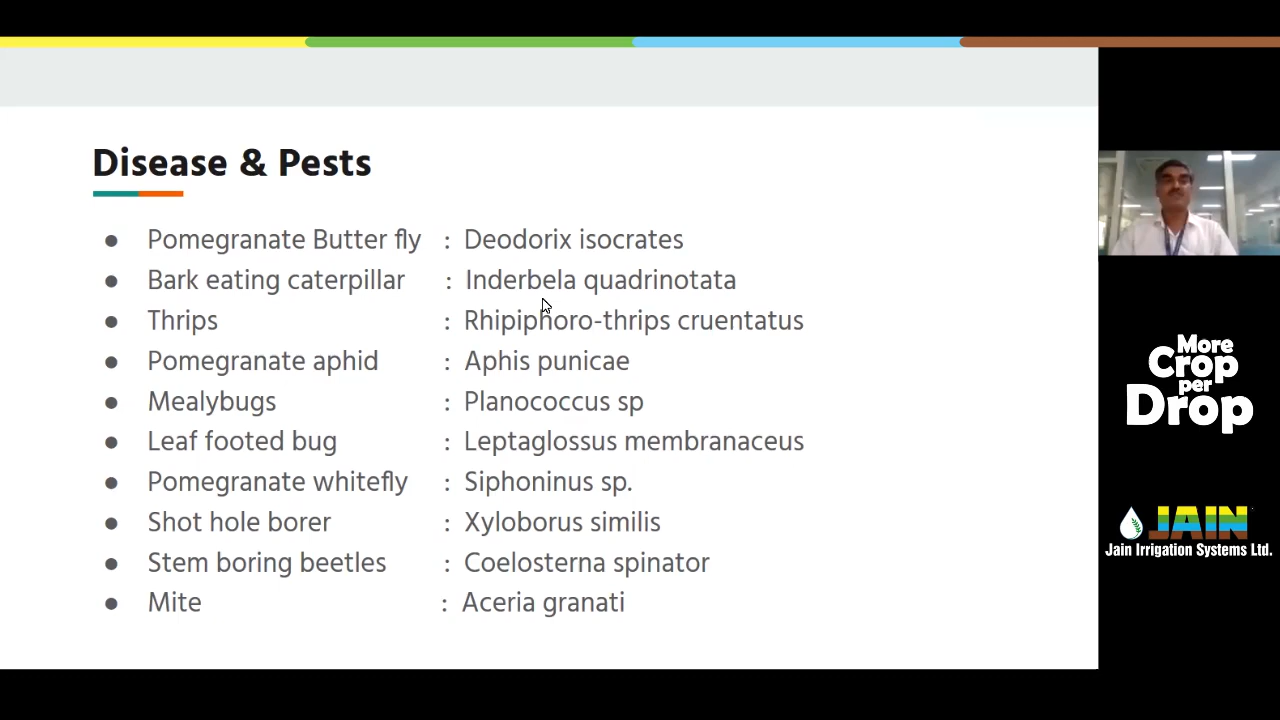 Disease & Pests
● Pomegranate Butter fly : Deodorix isocrates
● Bark eating caterpillar : Inderbela quadrinotata
● Thrips : Rhipiphoro-thrips cruentatus
● Pomegranate aphid : Aphis punicae
● Mealybugs : Planococcus sp
● Leaf footed bug : Leptaglossus membranaceus
● Pomegranate whitefly : Siphoninus sp.
● Shot hole borer : Xyloborus similis
● Stem boring beetles : Coelosterna spinator
● Mite : Aceria granati
More
Crop
per
Drop
JAIN
Jain Irrigation Systems Ltd.